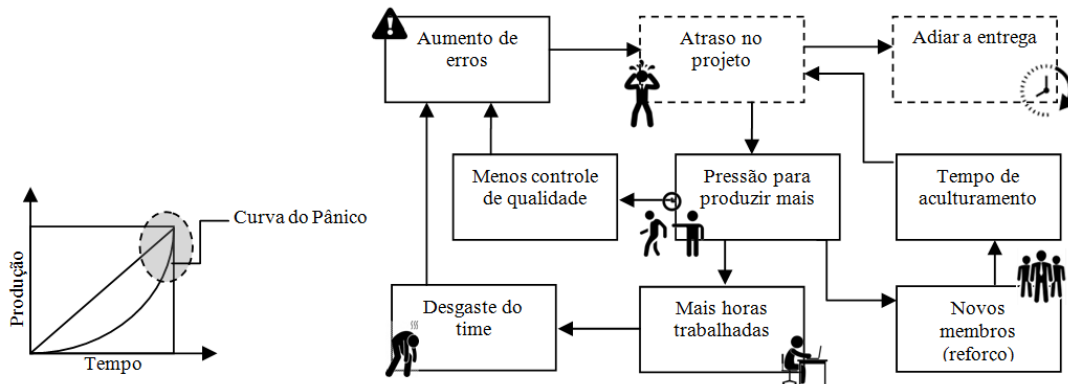 Aumento de
erros
Atraso no
projeto
Adiar a entrega
Menos controle
de qualidade
Pressão para
produzir mais
Tempo de
aculturamento
Curva do Pânico
Produção
Tempo
Desgaste do
time
Mais horas
trabalhadas
Novos
membros
(reforco)